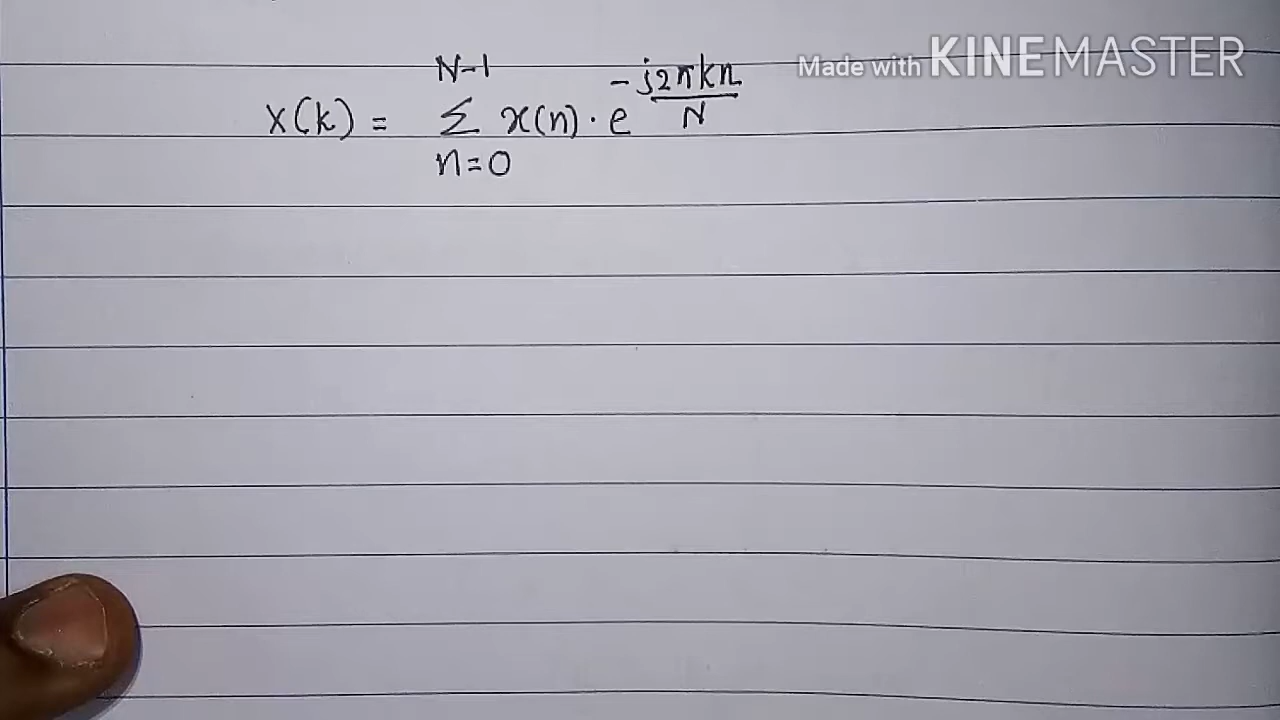 Made with KINEMASTER
N-1
X(k) = Σ x(n) · e^{-j2πkn/N}
n=0